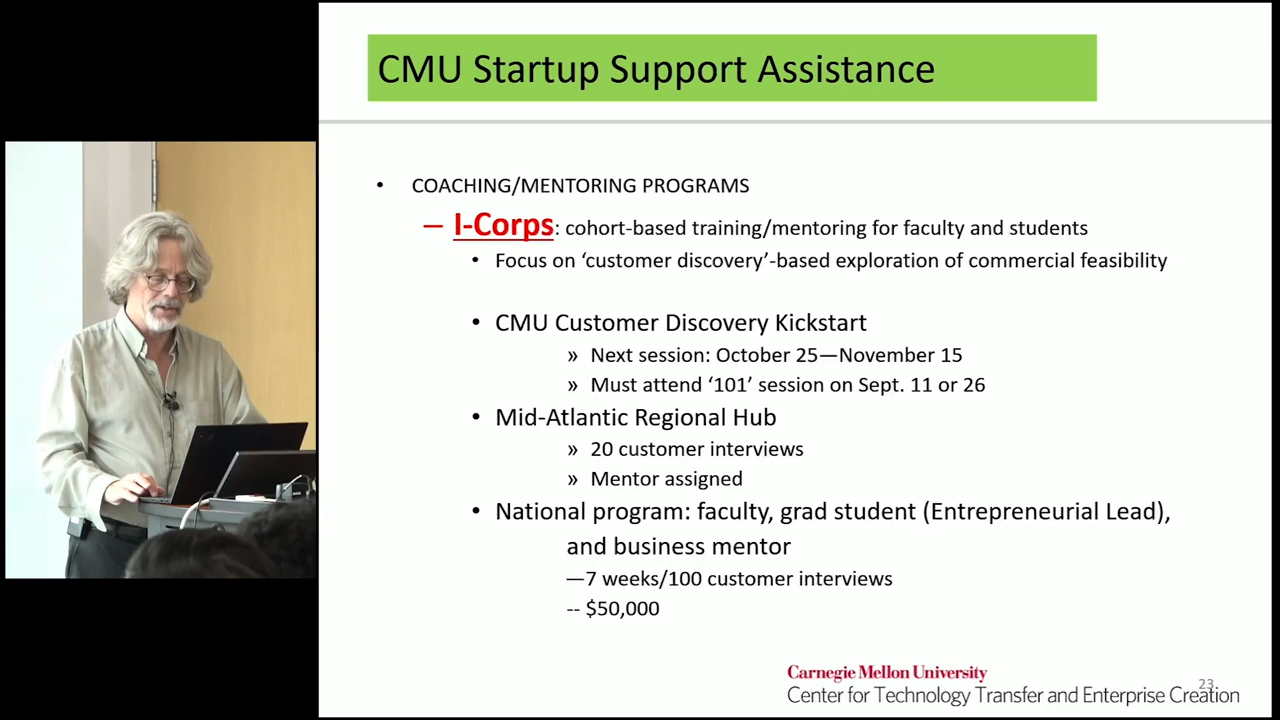 CMU Startup Support Assistance
• COACHING/MENTORING PROGRAMS
– I-Corps: cohort-based training/mentoring for faculty and students
• Focus on ‘customer discovery’-based exploration of commercial feasibility
• CMU Customer Discovery Kickstart
» Next session: October 25—November 15
» Must attend ‘101’ session on Sept. 11 or 26
• Mid-Atlantic Regional Hub
» 20 customer interviews
» Mentor assigned
• National program: faculty, grad student (Entrepreneurial Lead),
and business mentor
—7 weeks/100 customer interviews
-- $50,000
Carnegie Mellon University
Center for Technology Transfer and Enterprise Creation
23